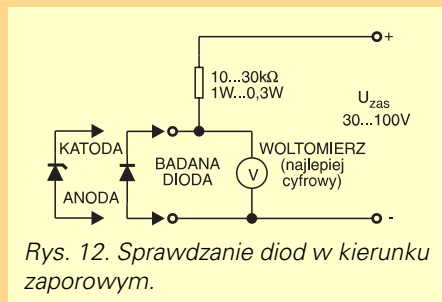 +
10...30kΩ
1W...0,3W
Uzas
30...100V
KATODA
ANODA
BADANA
DIODA
WOLTOMIERZ
(najlepiej
cyfrowy)
V
-
Rys. 12. Sprawdzanie diod w kierunku
zaporowym.